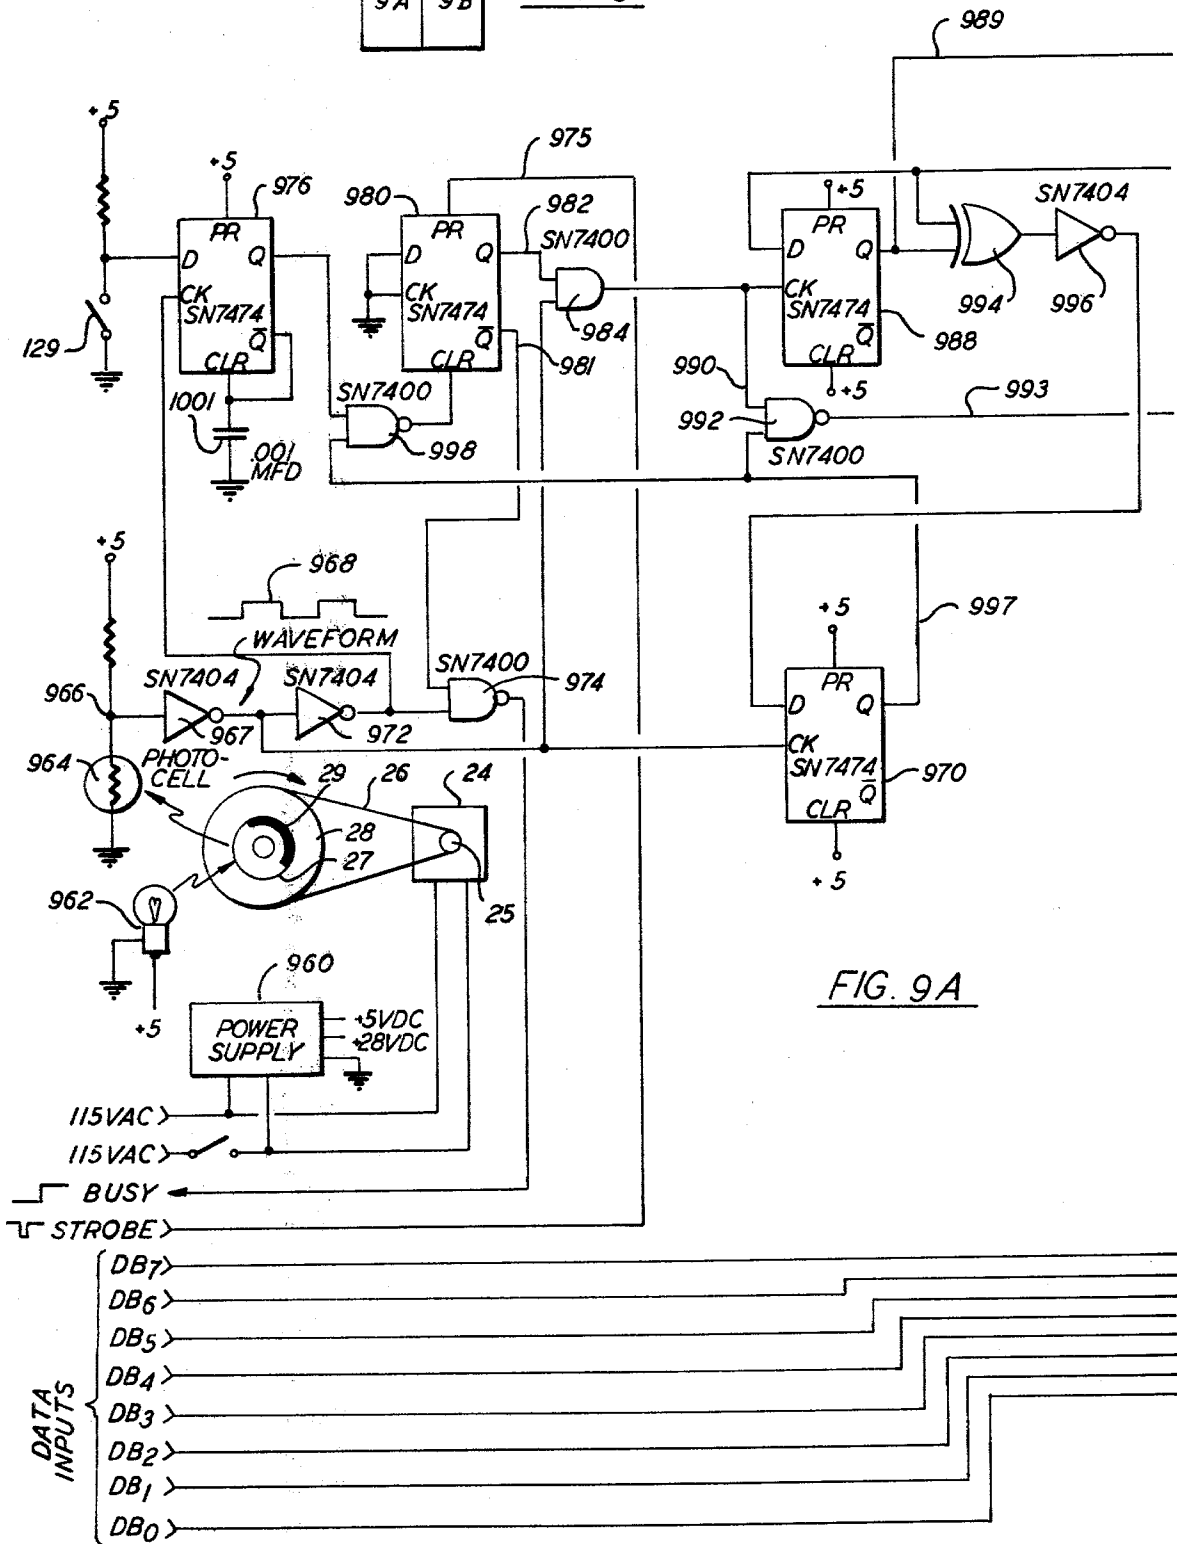 9A 9B
989
+5
975
+5
976
980
982
SN7400
+5
SN7404
PR
D Q
CK
SN7474
Q̅
CLR
PR
D Q
CK
SN7474
Q̅
CLR
984
PR
D Q
CK
SN7474
Q̅
CLR
994
996
988
129
981
990
+5
993
1001
SN7400
992
.001
MFD
998
SN7400
+5
968
WAVEFORM
+5
997
SN7404
SN7404
SN7400
974
966
967
972
PR
D Q
CK
SN7474
Q̅
CLR
970
964
PHOTO-
CELL
29
26
24
28
27
962
25
+5
+5
960
FIG. 9A
POWER
SUPPLY
+5VDC
+28VDC
115VAC
115VAC
BUSY
STROBE
DATA
INPUTS
DB7
DB6
DB5
DB4
DB3
DB2
DB1
DB0